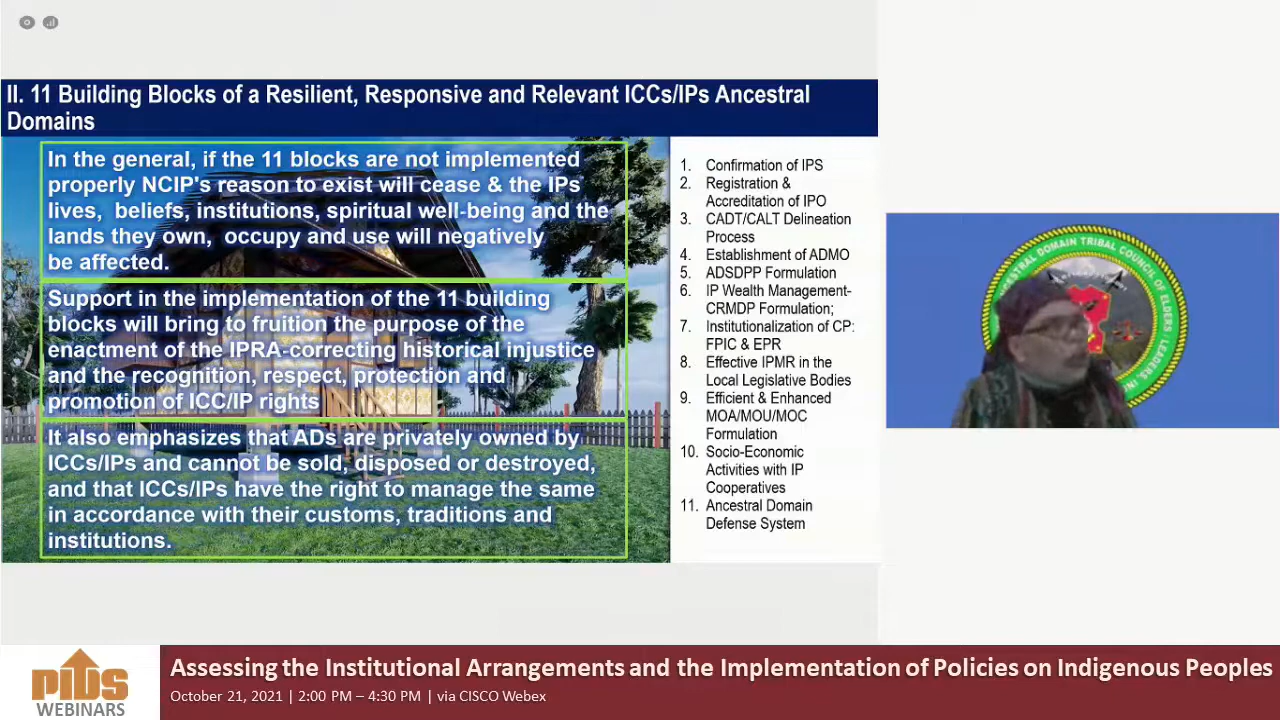 II. 11 Building Blocks of a Resilient, Responsive and Relevant ICCs/IPs Ancestral
Domains
In the general, if the 11 blocks are not implemented
properly NCIP's reason to exist will cease & the IPs
lives, beliefs, institutions, spiritual well-being and the
lands they own, occupy and use will negatively
be affected.
Support in the implementation of the 11 building
blocks will bring to fruition the purpose of the
enactment of the IPRA-correcting historical injustice
and the recognition, respect, protection and
promotion of ICC/IP rights
It also emphasizes that ADs are privately owned by
ICCs/IPs and cannot be sold, disposed or destroyed,
and that ICCs/IPs have the right to manage the same
in accordance with their customs, traditions and
institutions.
1. Confirmation of IPS
2. Registration &
Accreditation of IPO
3. CADT/CALT Delineation
Process
4. Establishment of ADMO
5. ADSDPP Formulation
6. IP Wealth Management-
CRMDP Formulation;
7. Institutionalization of CP:
FPIC & EPR
8. Effective IPMR in the
Local Legislative Bodies
9. Efficient & Enhanced
MOA/MOU/MOC
Formulation
10. Socio-Economic
Activities with IP
Cooperatives
11. Ancestral Domain
Defense System
ANCESTRAL DOMAIN TRIBAL COUNCIL OF ELDERS LEADERS INC
pids
WEBINARS
Assessing the Institutional Arrangements and the Implementation of Policies on Indigenous Peoples
October 21, 2021 | 2:00 PM – 4:30 PM | via CISCO Webex